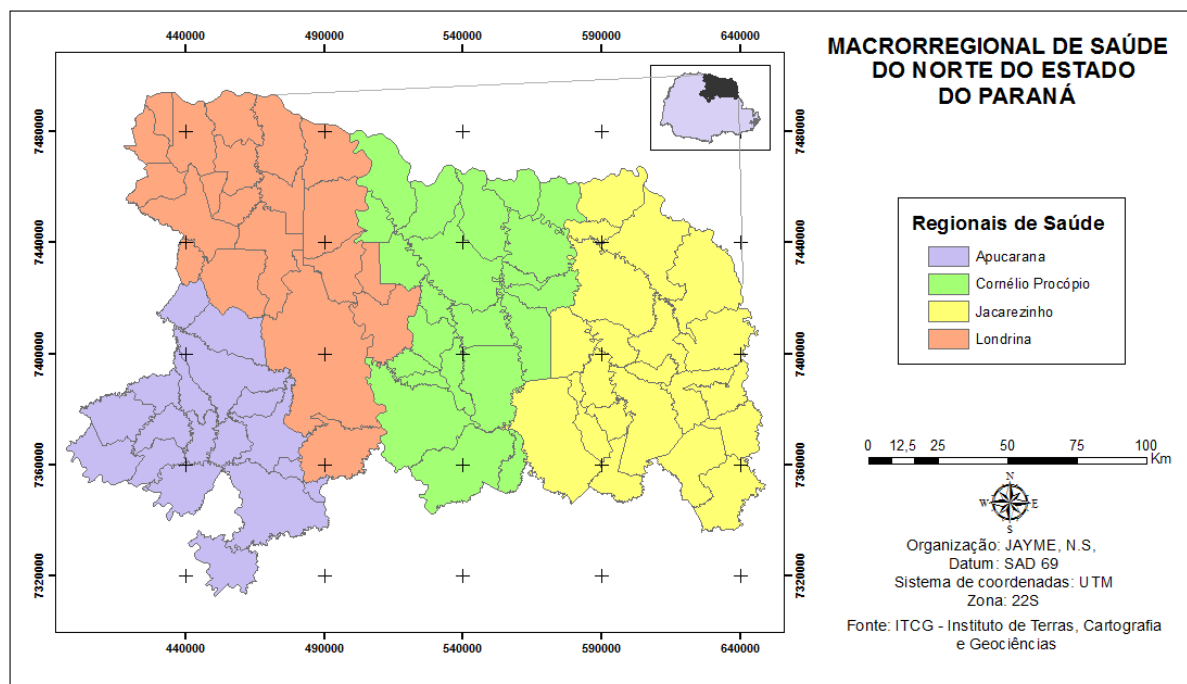 440000 490000 540000 590000 640000
MACRORREGIONAL DE SAÚDE
DO NORTE DO ESTADO
DO PARANÁ
7480000 7480000
7440000 7440000
7400000 7400000
7360000 7360000
7320000 7320000
440000 490000 540000 590000 640000
Regionais de Saúde
Apucarana
Cornélio Procópio
Jacarezinho
Londrina
0 12,5 25 50 75 100
Km
N
W E
S
Organização: JAYME, N.S,
Datum: SAD 69
Sistema de coordenadas: UTM
Zona: 22S
Fonte: ITCG - Instituto de Terras, Cartografia
e Geociências